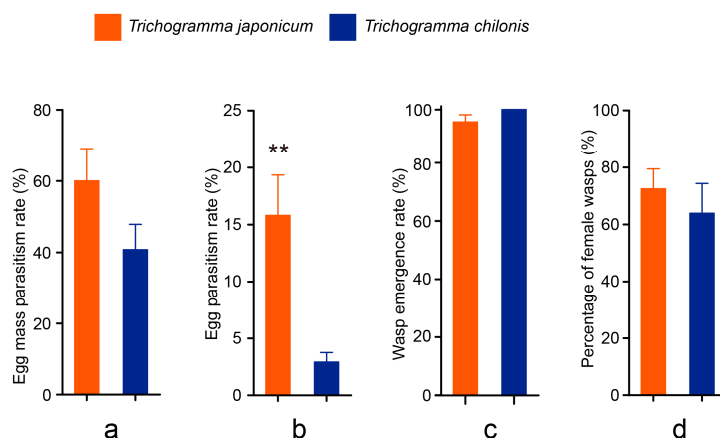 Trichogramma japonicum Trichogramma chilonis
Egg mass parasitism rate (%)
80
60
40
20
0
a
Egg parasitism rate (%)
25
20
15
10
5
0
**
b
Wasp emergence rate (%)
100
80
60
40
20
0
c
Percentage of female wasps (%)
100
80
60
40
20
0
d